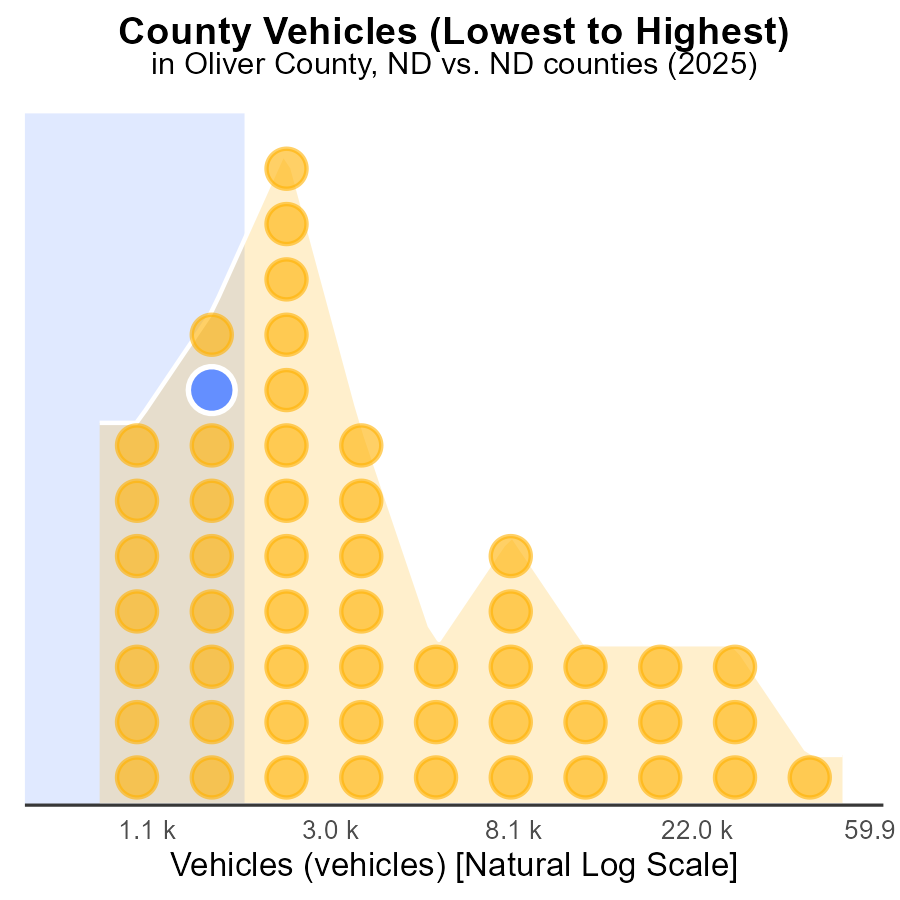 County Vehicles (Lowest to Highest)
in Oliver County, ND vs. ND counties (2025)
1.1 k 3.0 k 8.1 k 22.0 k 59.9
Vehicles (vehicles) [Natural Log Scale]